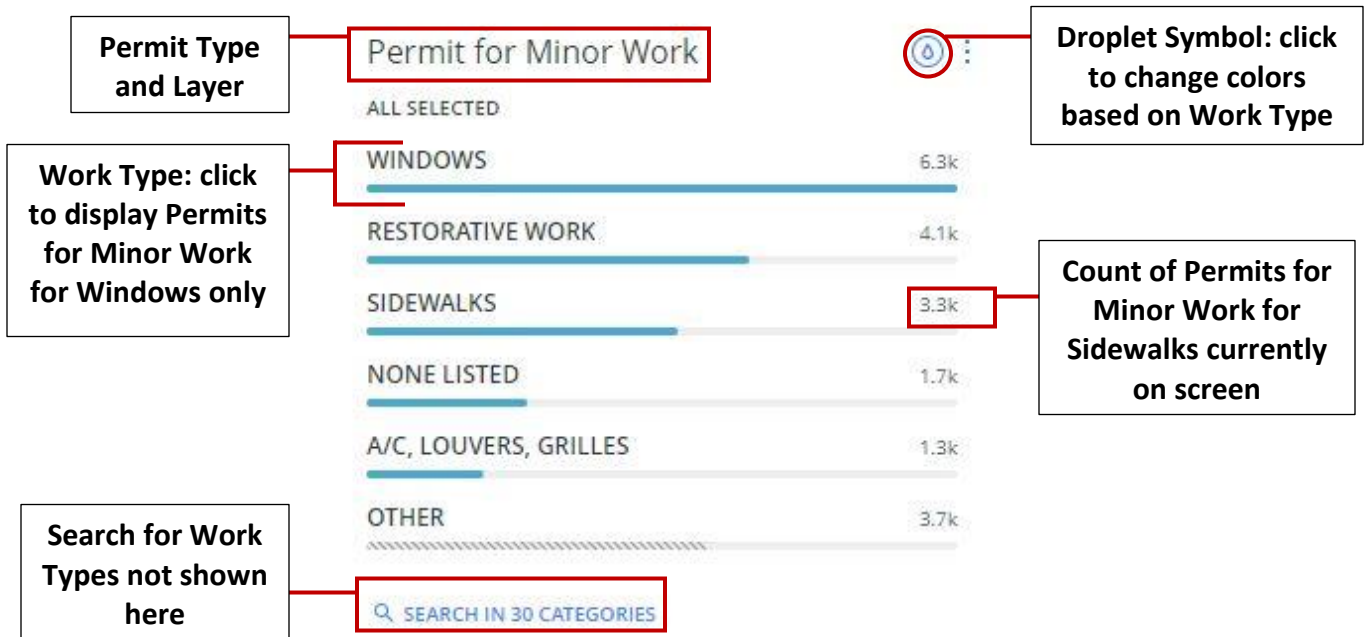 Permit Type
and Layer
Permit for Minor Work
Droplet Symbol: click
to change colors
based on Work Type
ALL SELECTED
Work Type: click
to display Permits
for Minor Work
for Windows only
WINDOWS 6.3k
RESTORATIVE WORK 4.1k
SIDEWALKS 3.3k
Count of Permits for
Minor Work for
Sidewalks currently
on screen
NONE LISTED 1.7k
A/C, LOUVERS, GRILLES 1.3k
OTHER 3.7k
Search for Work
Types not shown
here
SEARCH IN 30 CATEGORIES